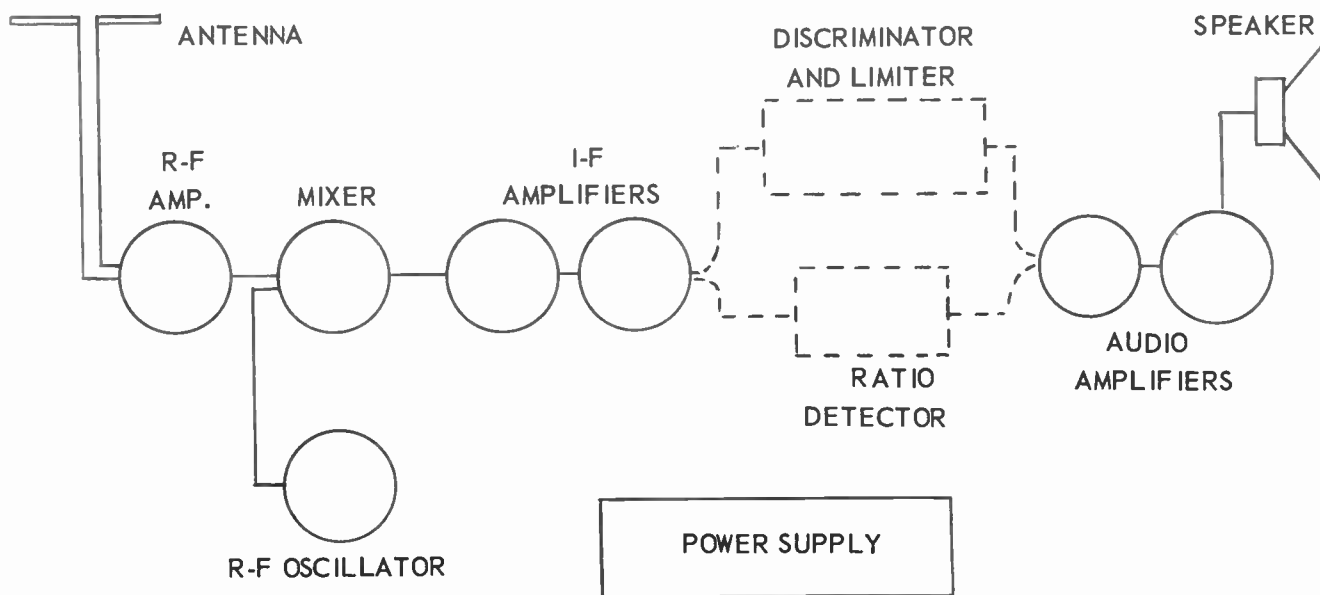 ANTENNA
R-F
AMP.
MIXER
I-F
AMPLIFIERS
DISCRIMINATOR
AND LIMITER
RATIO
DETECTOR
SPEAKER
AUDIO
AMPLIFIERS
R-F OSCILLATOR
POWER SUPPLY